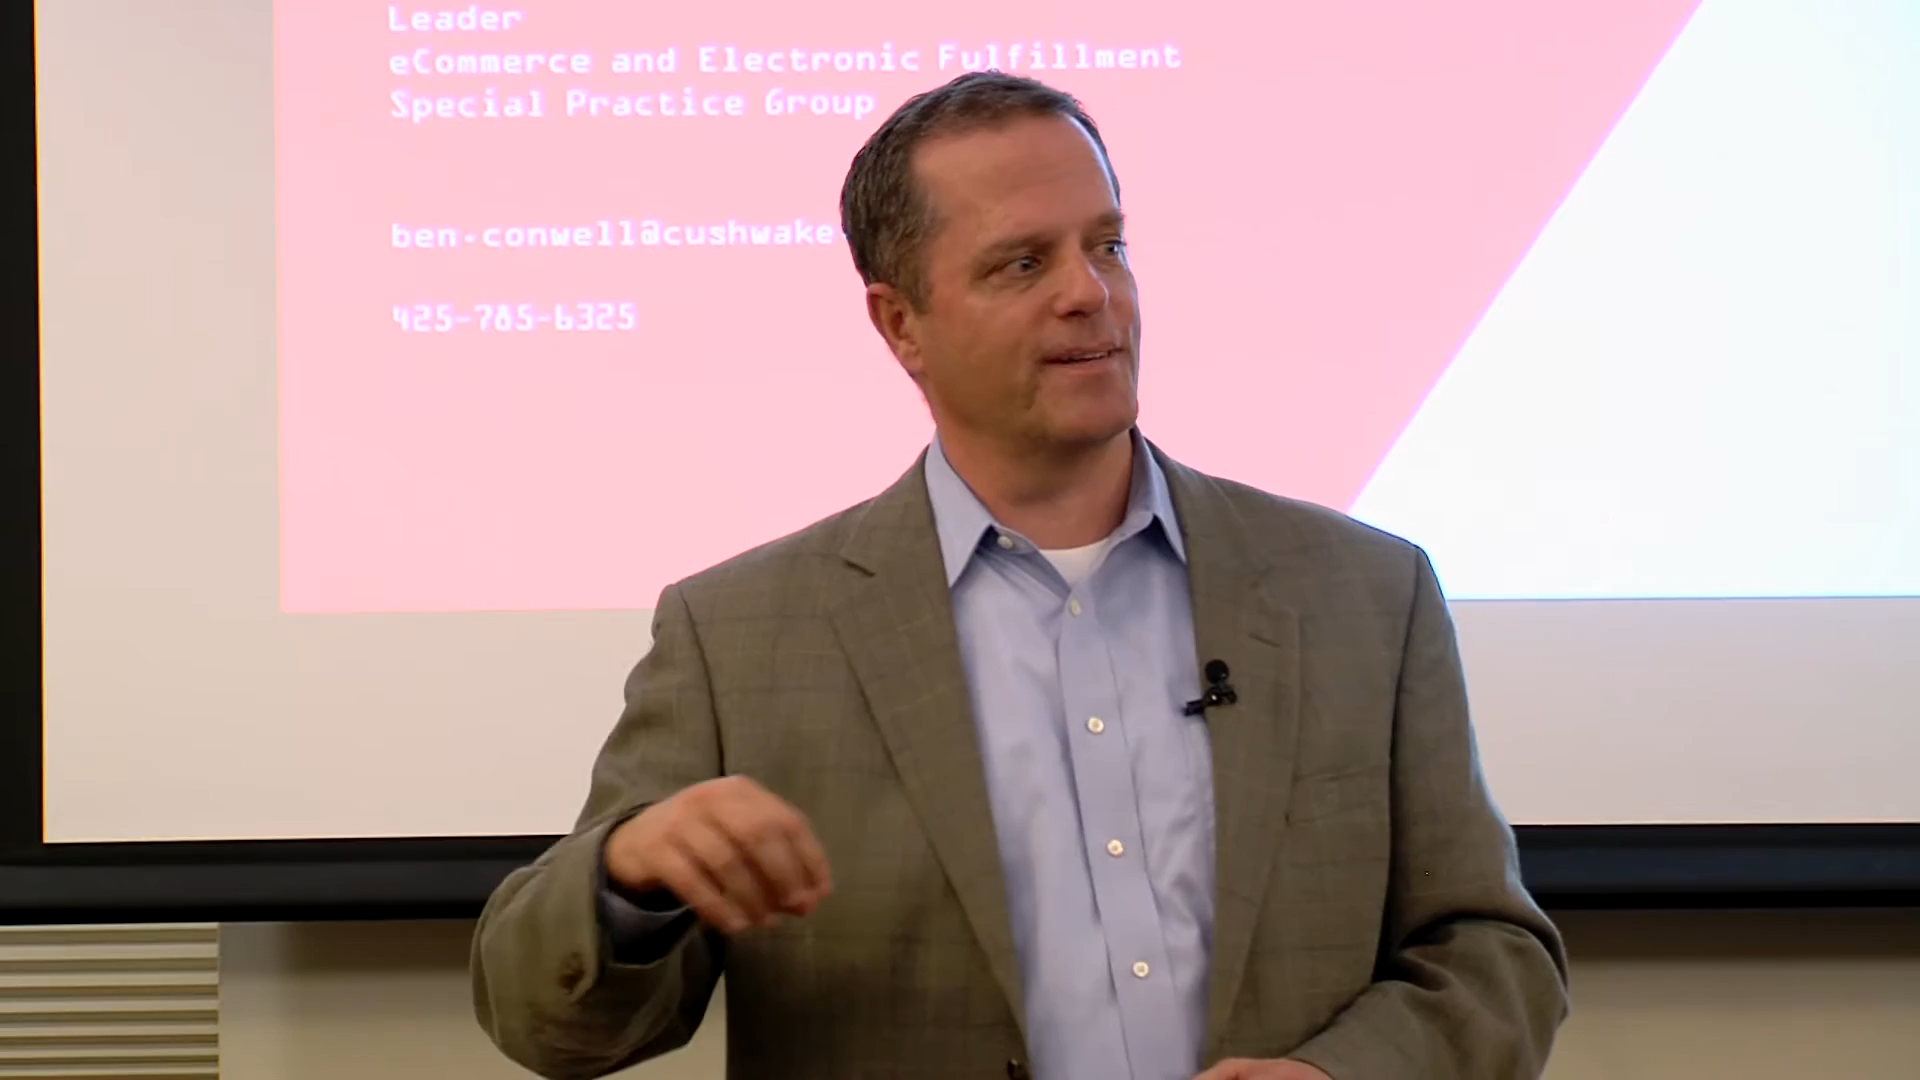 Leader
eCommerce and Electronic Fulfillment
Special Practice Group
ben.conwell@cushwake
425-785-6325